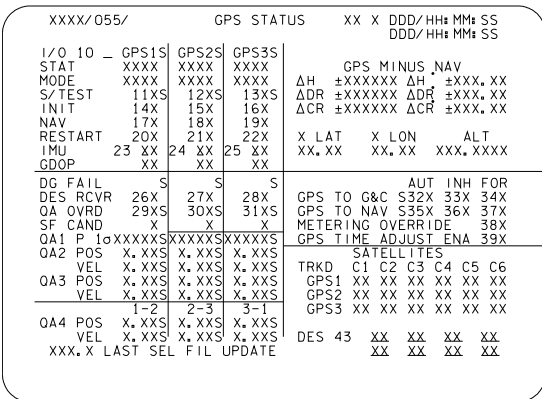 XXXX/055/ GPS STATUS XX X DDD/HH:MM:SS
DDD/HH:MM:SS
I/O 10 _ GPS1S GPS2S GPS3S GPS MINUS NAV
STAT XXXX XXXX XXXX
MODE XXXX XXXX XXXX ΔH ±XXXXXX ΔḢ ±XXX.XX
S/TEST 11XS 12XS 13XS ΔDR ±XXXXXX ΔDṘ ±XXX.XX
INIT 14X 15X 16X ΔCR ±XXXXXX ΔCṘ ±XXX.XX
NAV 17X 18X 19X
RESTART 20X 21X 22X X LAT X LON ALT
IMU 23 XX 24 XX 25 XX XX.XX XX.XX XXX.XXXX
GDOP XX XX XX
DG FAIL S S S AUT INH FOR
DES RCVR 26X 27X 28X GPS TO G&C S32X 33X 34X
QA OVRD 29XS 30XS 31XS GPS TO NAV S35X 36X 37X
SF CAND X X X METERING OVERRIDE 38X
QA1 P 1σXXXXXS XXXXXS XXXXXS GPS TIME ADJUST ENA 39X
QA2 POS X.XXS X.XXS X.XXS SATELLITES
VEL X.XXS X.XXS X.XXS TRKD C1 C2 C3 C4 C5 C6
QA3 POS X.XXS X.XXS X.XXS GPS1 XX XX XX XX XX XX
VEL X.XXS X.XXS X.XXS GPS2 XX XX XX XX XX XX
1-2 2-3 3-1 GPS3 XX XX XX XX XX XX
QA4 POS X.XXS X.XXS X.XXS
VEL X.XXS X.XXS X.XXS DES 43 XX XX XX XX
XXX.X LAST SEL FIL UPDATE XX XX XX XX